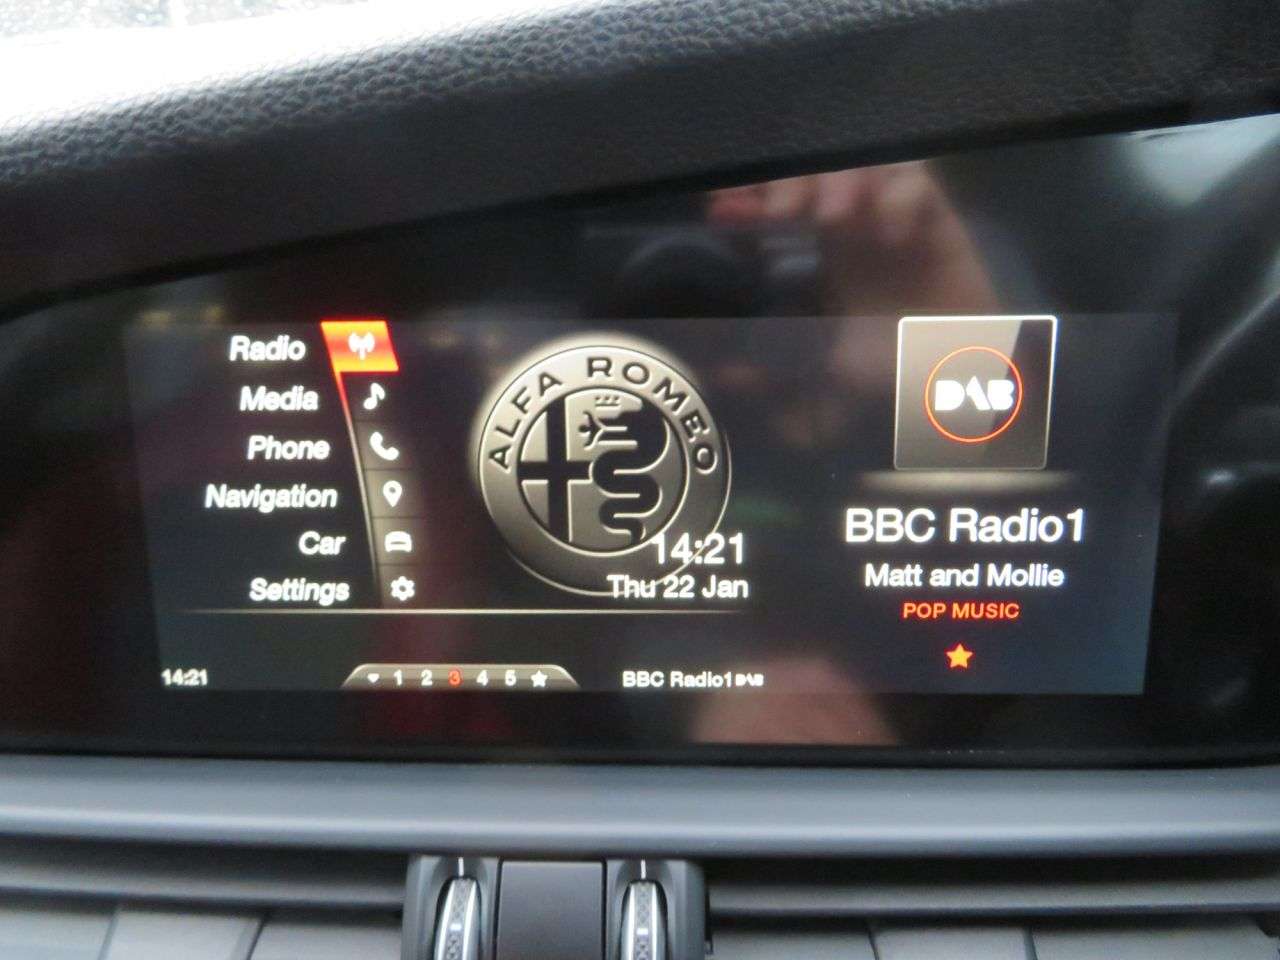 Radio
Media
Phone
Navigation
Car
Settings
ALFA ROMEO
14:21
Thu 22 Jan
DAB
BBC Radio1
Matt and Mollie
POP MUSIC
14:21
1 2 3 4 5
BBC Radio1 DAB